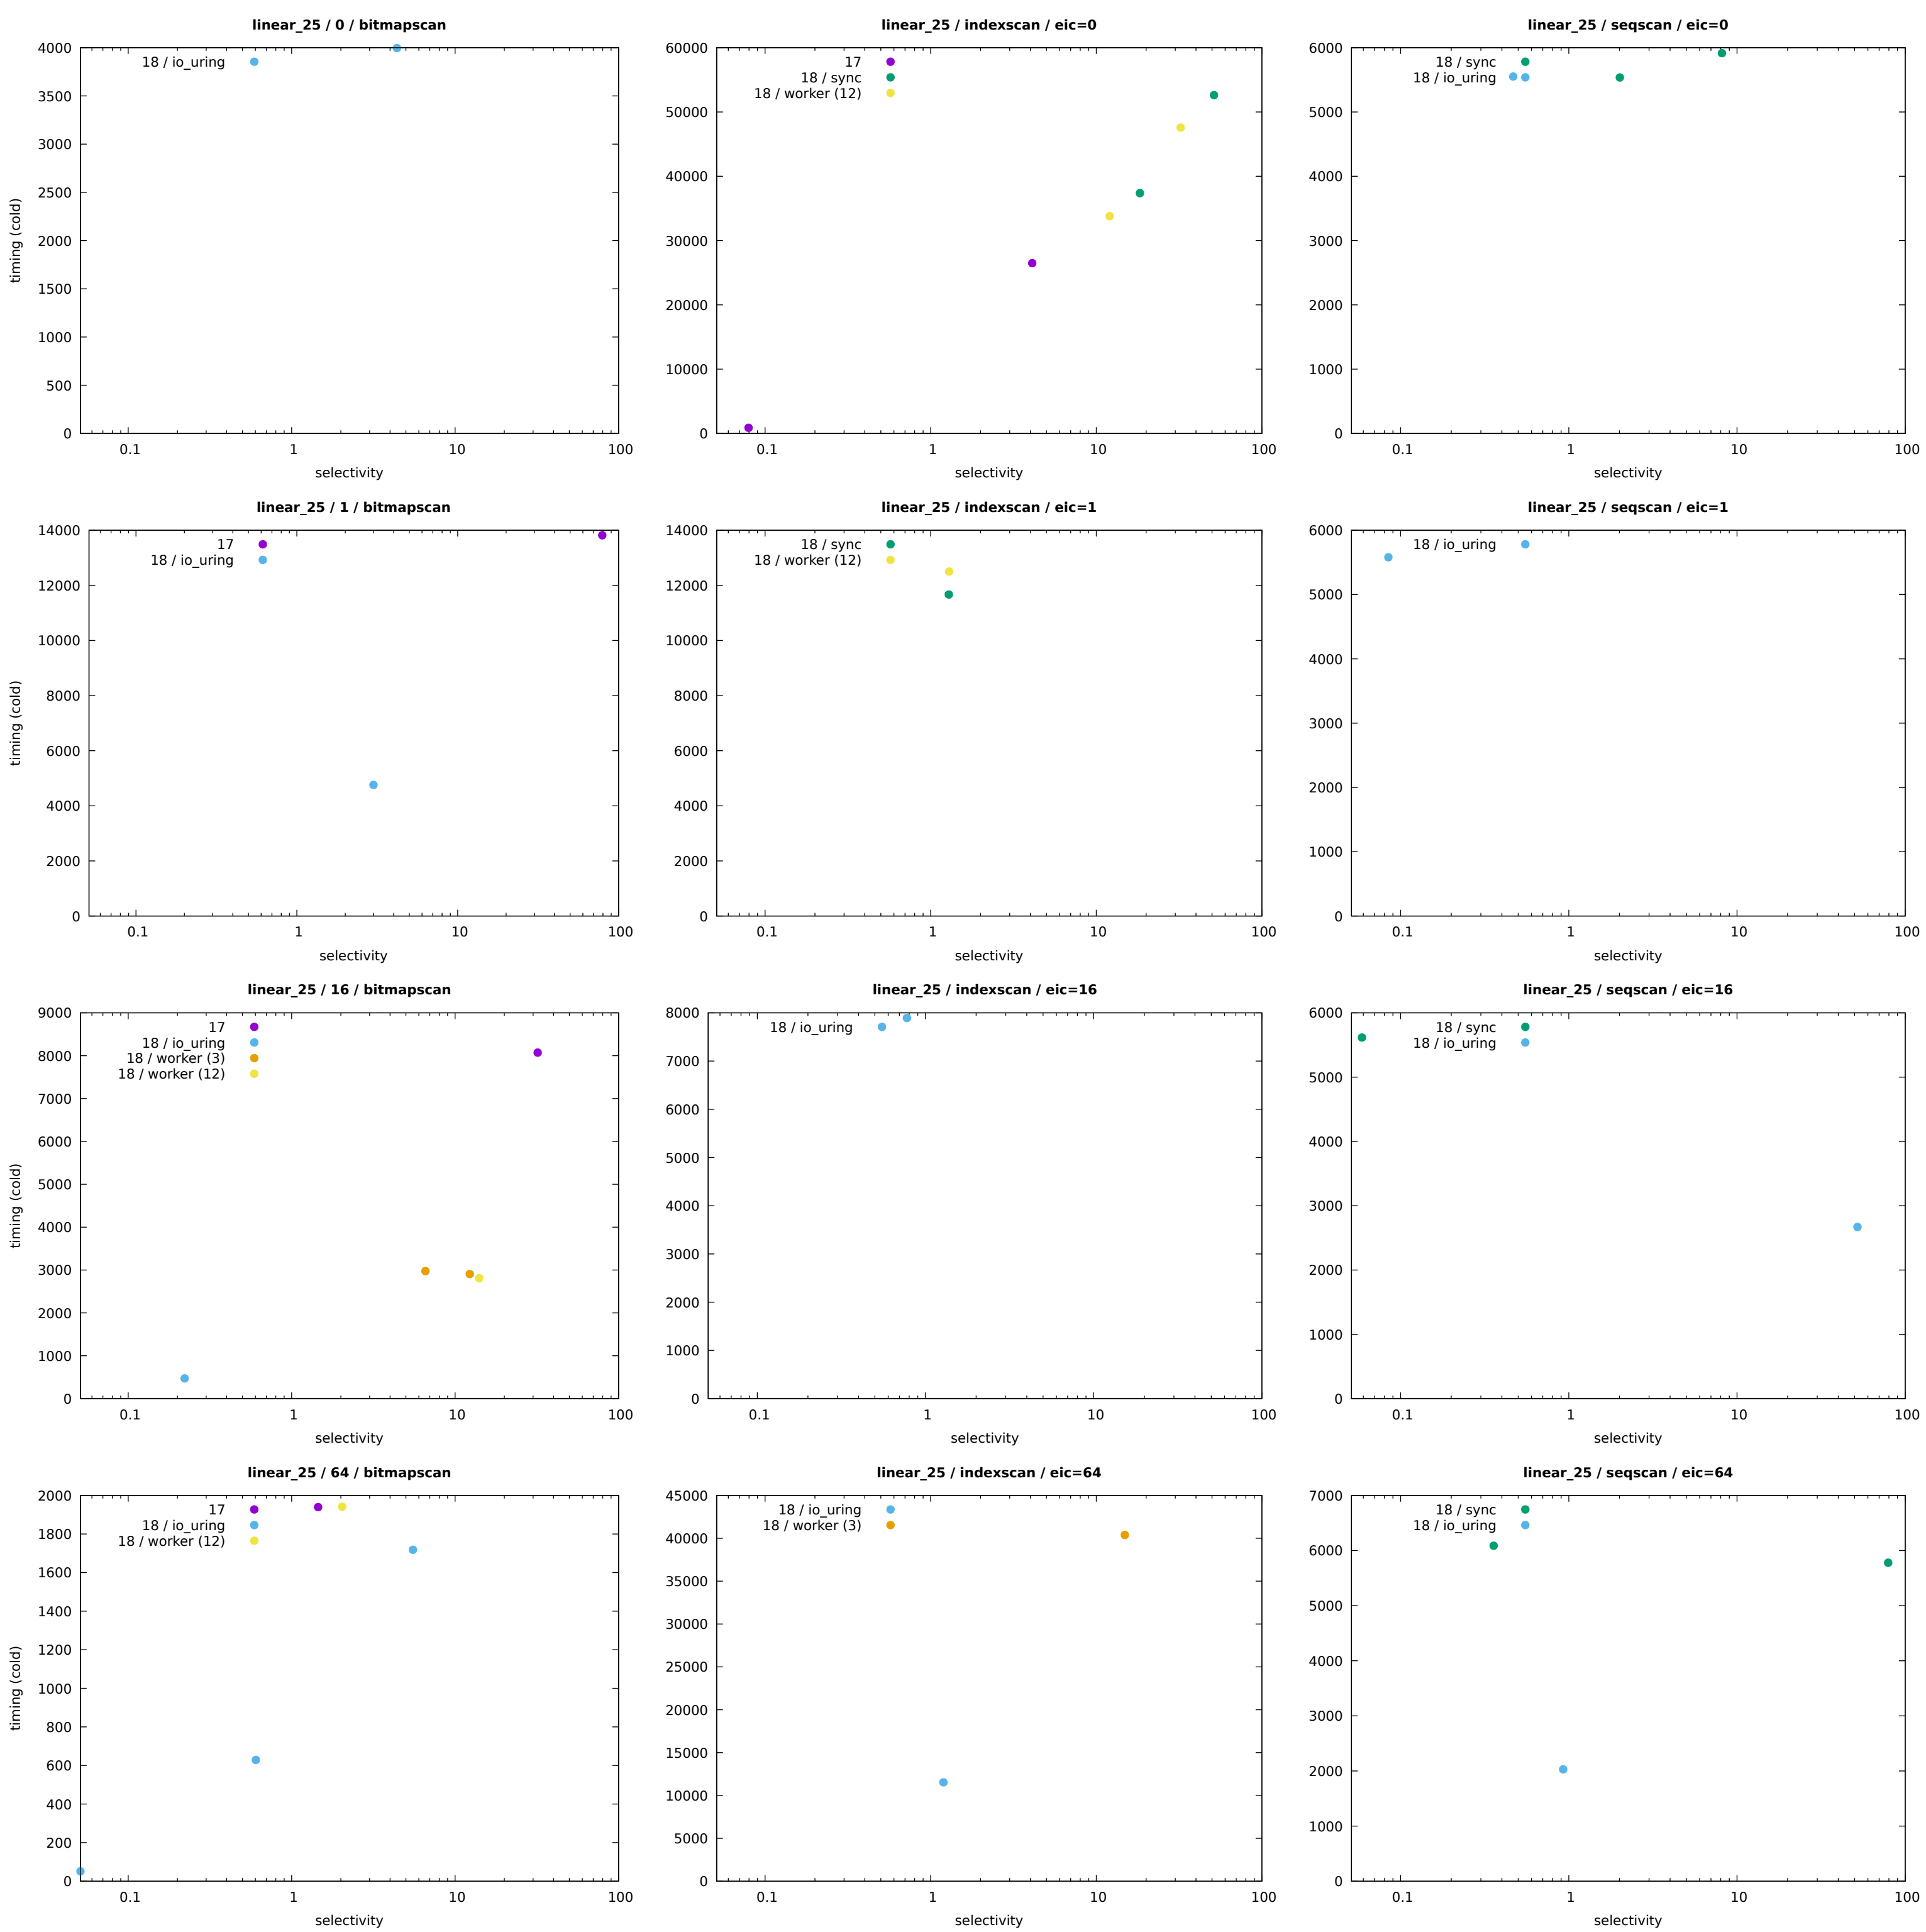 linear_25 / 0 / bitmapscan
timing (cold)
4000
3500
3000
2500
2000
1500
1000
500
0
18 / io_uring
0.1 1 10 100
selectivity
linear_25 / indexscan / eic=0
60000
50000
40000
30000
20000
10000
0
17
18 / sync
18 / worker (12)
0.1 1 10 100
selectivity
linear_25 / seqscan / eic=0
6000
5000
4000
3000
2000
1000
0
18 / sync
18 / io_uring
0.1 1 10 100
selectivity
linear_25 / 1 / bitmapscan
timing (cold)
14000
12000
10000
8000
6000
4000
2000
0
17
18 / io_uring
0.1 1 10 100
selectivity
linear_25 / indexscan / eic=1
14000
12000
10000
8000
6000
4000
2000
0
18 / sync
18 / worker (12)
0.1 1 10 100
selectivity
linear_25 / seqscan / eic=1
6000
5000
4000
3000
2000
1000
0
18 / io_uring
0.1 1 10 100
selectivity
linear_25 / 16 / bitmapscan
timing (cold)
9000
8000
7000
6000
5000
4000
3000
2000
1000
0
17
18 / io_uring
18 / worker (3)
18 / worker (12)
0.1 1 10 100
selectivity
linear_25 / indexscan / eic=16
8000
7000
6000
5000
4000
3000
2000
1000
0
18 / io_uring
0.1 1 10 100
selectivity
linear_25 / seqscan / eic=16
6000
5000
4000
3000
2000
1000
0
18 / sync
18 / io_uring
0.1 1 10 100
selectivity
linear_25 / 64 / bitmapscan
timing (cold)
2000
1800
1600
1400
1200
1000
800
600
400
200
0
17
18 / io_uring
18 / worker (12)
0.1 1 10 100
selectivity
linear_25 / indexscan / eic=64
45000
40000
35000
30000
25000
20000
15000
10000
5000
0
18 / io_uring
18 / worker (3)
0.1 1 10 100
selectivity
linear_25 / seqscan / eic=64
7000
6000
5000
4000
3000
2000
1000
0
18 / sync
18 / io_uring
0.1 1 10 100
selectivity